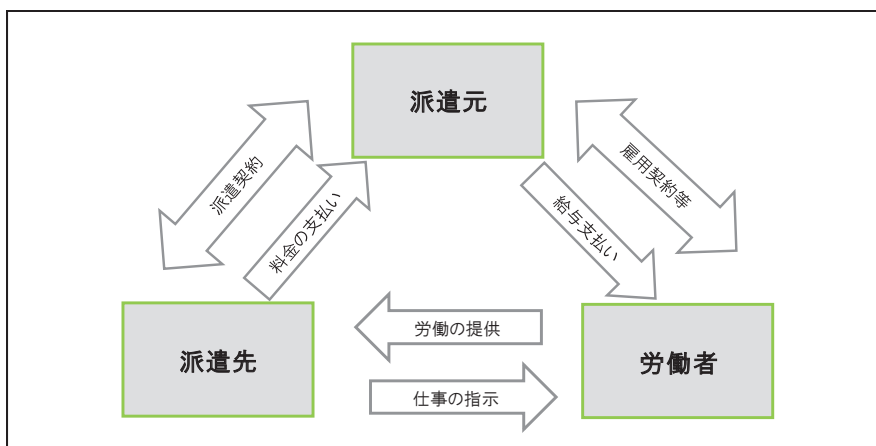 派遣元
派遣契約
料金の支払い
給与支払い
雇用契約等
派遣先
労働の提供
仕事の指示
労働者